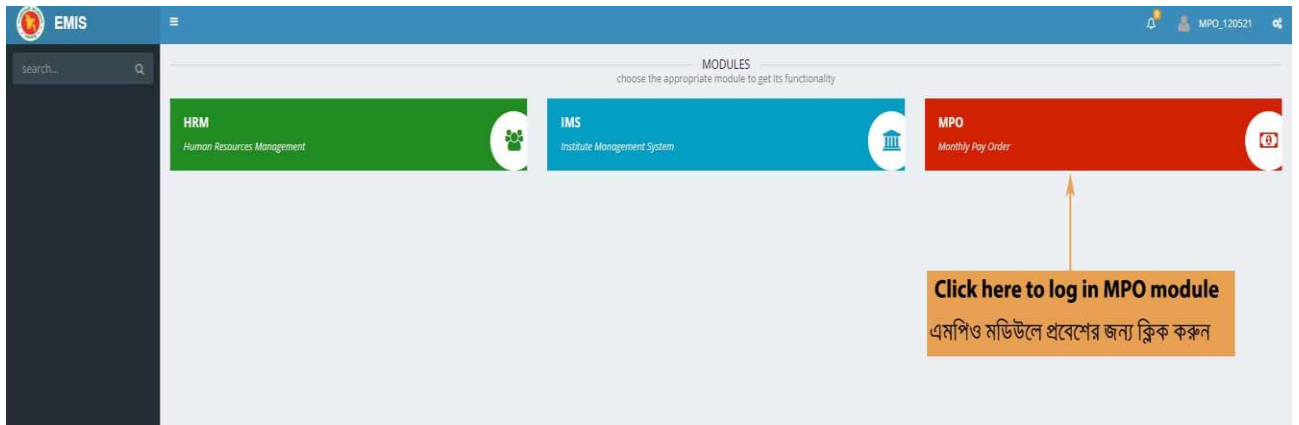 EMIS
MPO_120521
search...
MODULES
choose the appropriate module to get its functionality
HRM
Human Resources Management
IMS
Institute Management System
MPO
Monthly Pay Order
Click here to log in MPO module
এমপিও মডিউলে প্রবেশের জন্য ক্লিক করুন